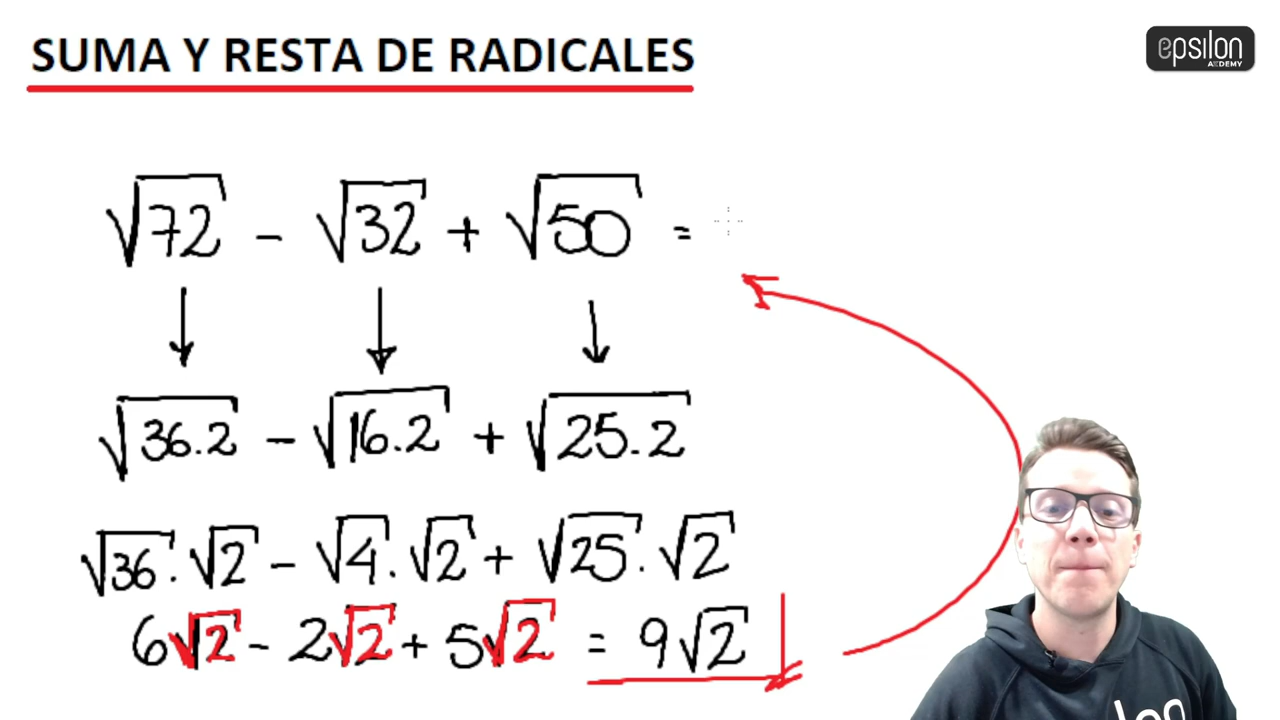 SUMA Y RESTA DE RADICALES
epsilon
AKDEMY
√72 - √32 + √50 =
√36.2 - √16.2 + √25.2
√36.√2 - √4.√2 + √25.√2
6√2 - 2√2 + 5√2 = 9√2